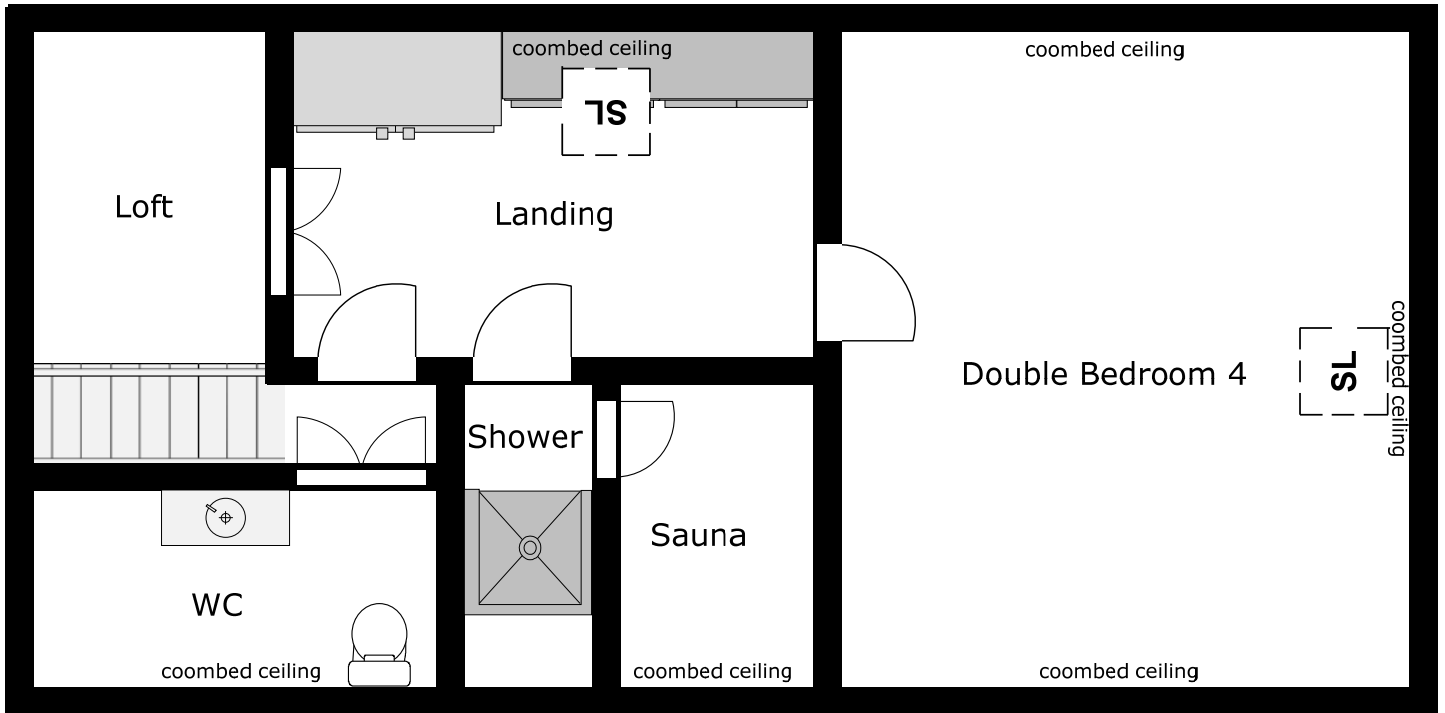 coombed ceiling
coombed ceiling
SL
Loft
Landing
Double Bedroom 4
SL
coombed ceiling
Shower
Sauna
WC
coombed ceiling
coombed ceiling
coombed ceiling